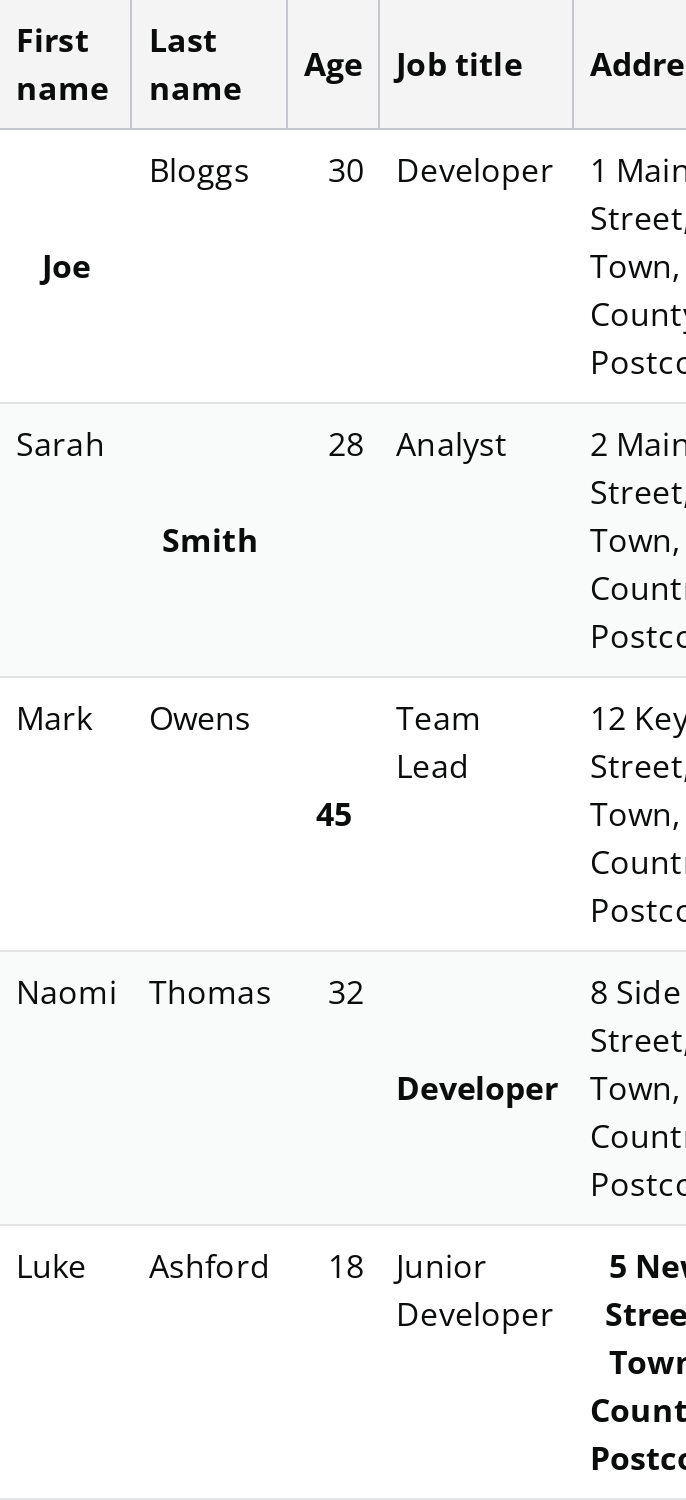 First name Last name Age Job title Addre
Joe Bloggs 30 Developer 1 Main
Street,
Town,
County
Postco
Sarah Smith 28 Analyst 2 Main
Street,
Town,
Countr
Postco
Mark Owens 45 Team Lead 12 Key
Street,
Town,
Countr
Postco
Naomi Thomas 32 Developer 8 Side
Street,
Town,
Countr
Postco
Luke Ashford 18 Junior Developer 5 New
Stree
Town
Count
Postco